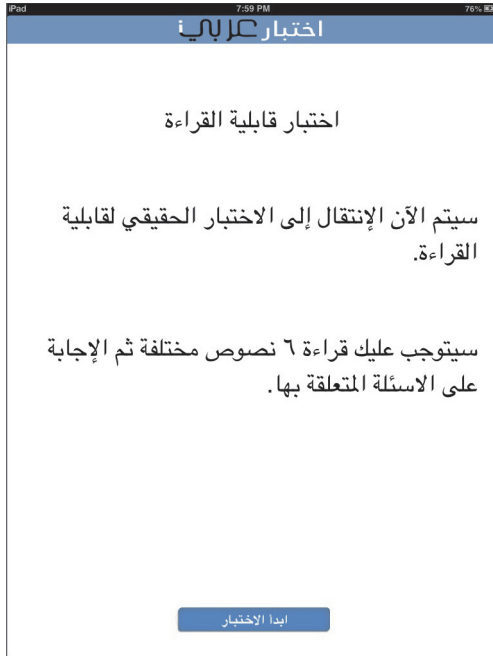 iPad 7:59 PM 76%
اختبار عربي i
اختبار قابلية القراءة
سيتم الآن الإنتقال إلى الاختبار الحقيقي لقابلية
القراءة.
سيتوجب عليك قراءة ٦ نصوص مختلفة ثم الإجابة
على الاسئلة المتعلقة بها.
ابدأ الاختبار